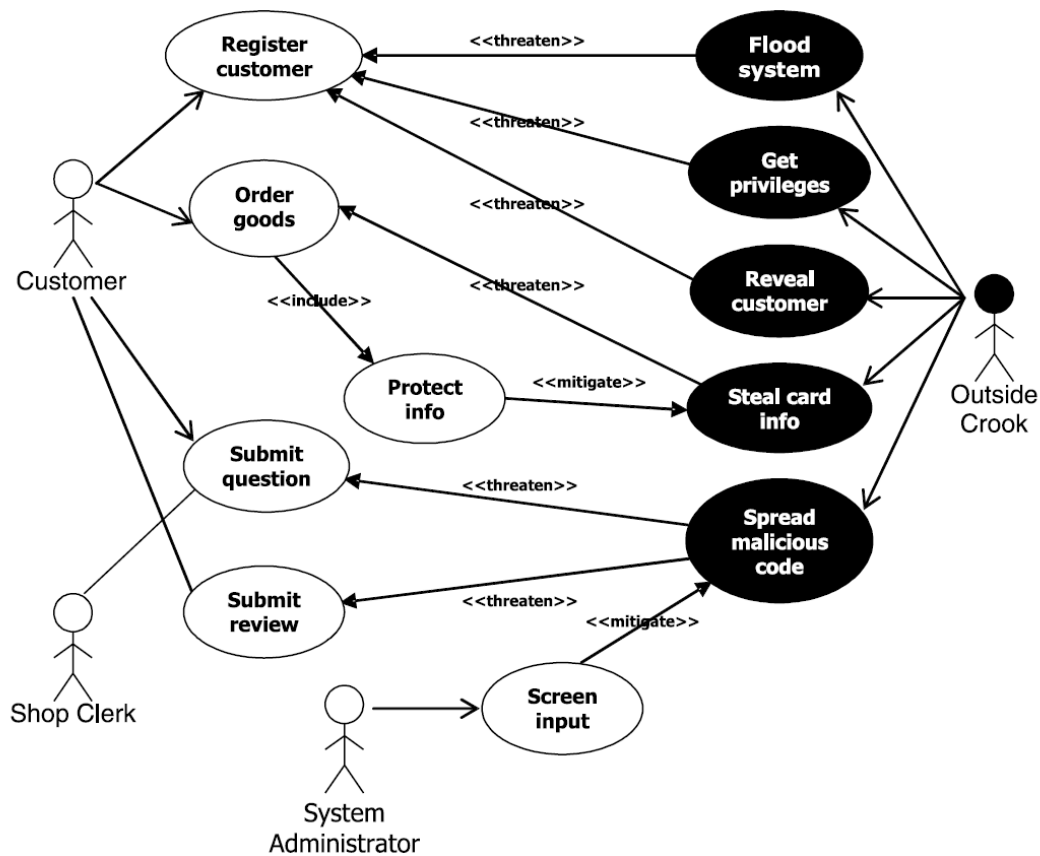 Register
customer
<<threaten>>
Flood
system
<<threaten>>
Get
privileges
Order
goods
<<threaten>>
Customer
<<include>>
<<threaten>>
Reveal
customer
Protect
info
<<mitigate>>
Steal card
info
Outside
Crook
Submit
question
<<threaten>>
Spread
malicious
code
Submit
review
<<threaten>>
<<mitigate>>
Shop Clerk
Screen
input
System
Administrator